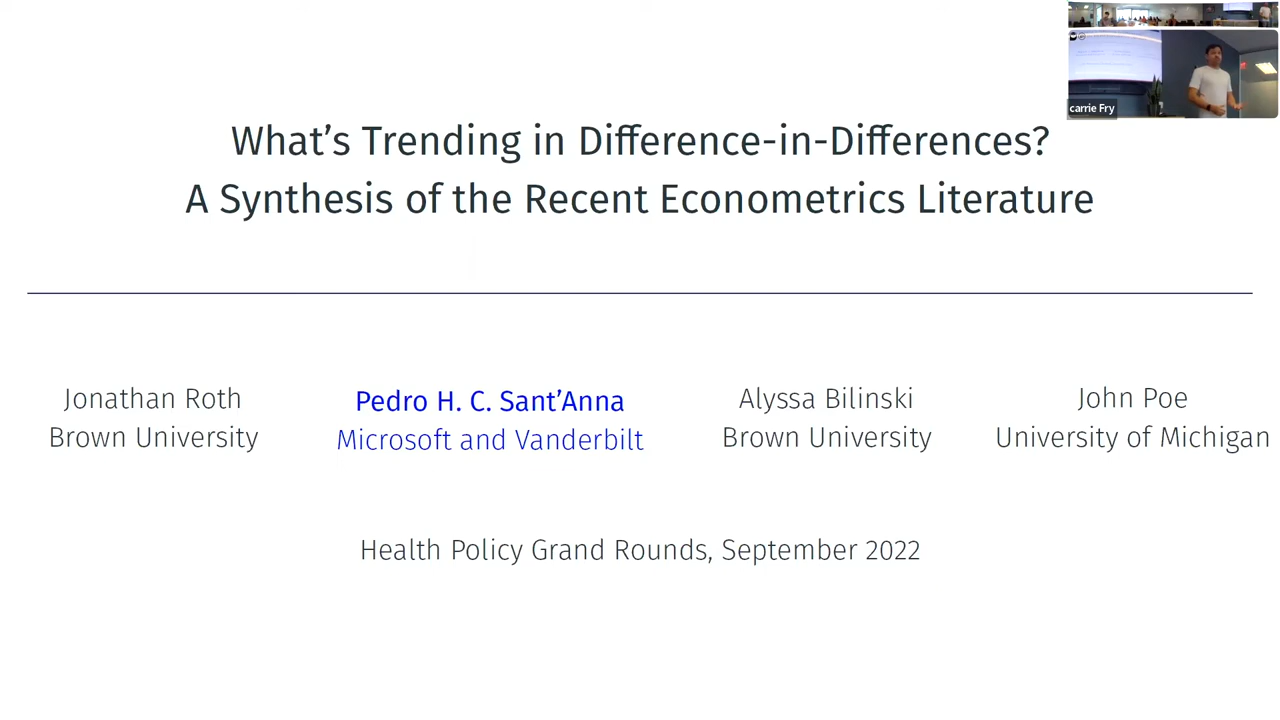 carrie Fry
What's Trending in Difference-in-Differences?
A Synthesis of the Recent Econometrics Literature
Jonathan Roth
Brown University
Pedro H. C. Sant'Anna
Microsoft and Vanderbilt
Alyssa Bilinski
Brown University
John Poe
University of Michigan
Health Policy Grand Rounds, September 2022